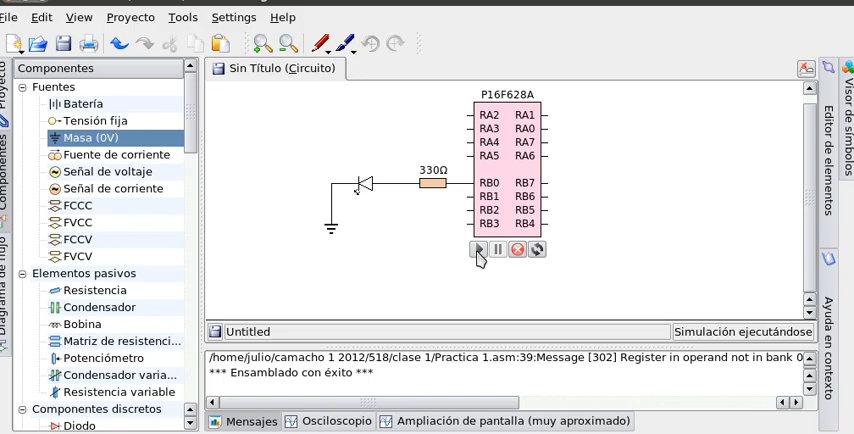 File Edit View Proyecto Tools Settings Help
Proyecto
Componentes
Diagrama de flujo
Componentes
Fuentes
Batería
Tensión fija
Masa (0V)
Fuente de corriente
Señal de voltaje
Señal de corriente
FCCC
FVCC
FCCV
FVCV
Elementos pasivos
Resistencia
Condensador
Bobina
Matriz de resistenci...
Potenciómetro
Condensador varia...
Resistencia variable
Componentes discretos
Diodo
Sin Título (Circuito)
P16F628A
RA2 RA1
RA3 RA0
RA4 RA7
RA5 RA6
330Ω
RB0 RB7
RB1 RB6
RB2 RB5
RB3 RB4
Untitled
Simulación ejecutándose
/home/julio/camacho 1 2012/518/clase 1/Practica 1.asm:39:Message [302] Register in operand not in bank 0
*** Ensamblado con éxito ***
Mensajes Osciloscopio Ampliación de pantalla (muy aproximado)
Editor de elementos
Ayuda en contexto
Visor de símbolos